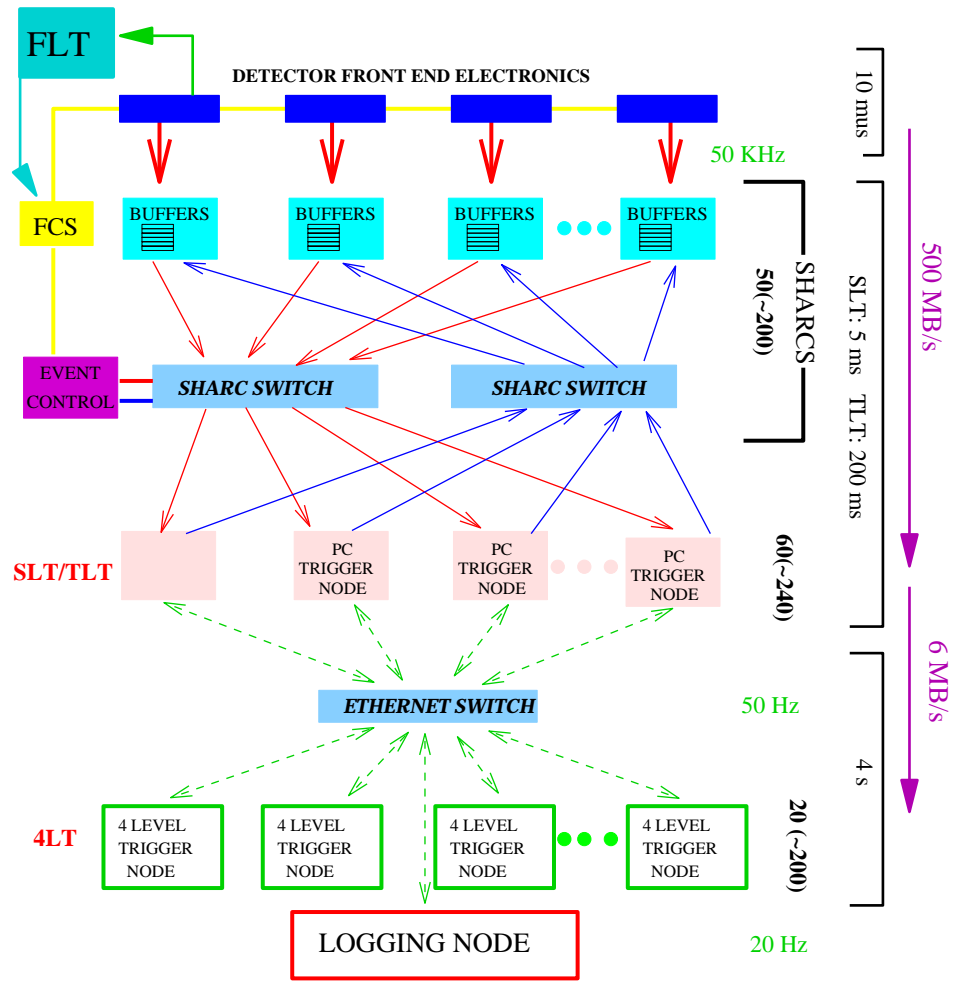 FLT
DETECTOR FRONT END ELECTRONICS
10 mus
50 KHz
BUFFERS
BUFFERS
BUFFERS
BUFFERS
FCS
SHARCS
50(~200)
SLT: 5 ms TLT: 200 ms
500 MB/s
EVENT
CONTROL
SHARC SWITCH
SHARC SWITCH
SLT/TLT
PC
TRIGGER
NODE
PC
TRIGGER
NODE
PC
TRIGGER
NODE
60(~240)
6 MB/s
ETHERNET SWITCH
50 Hz
4 s
4LT
4 LEVEL
TRIGGER
NODE
4 LEVEL
TRIGGER
NODE
4 LEVEL
TRIGGER
NODE
4 LEVEL
TRIGGER
NODE
20 (~200)
LOGGING NODE
20 Hz